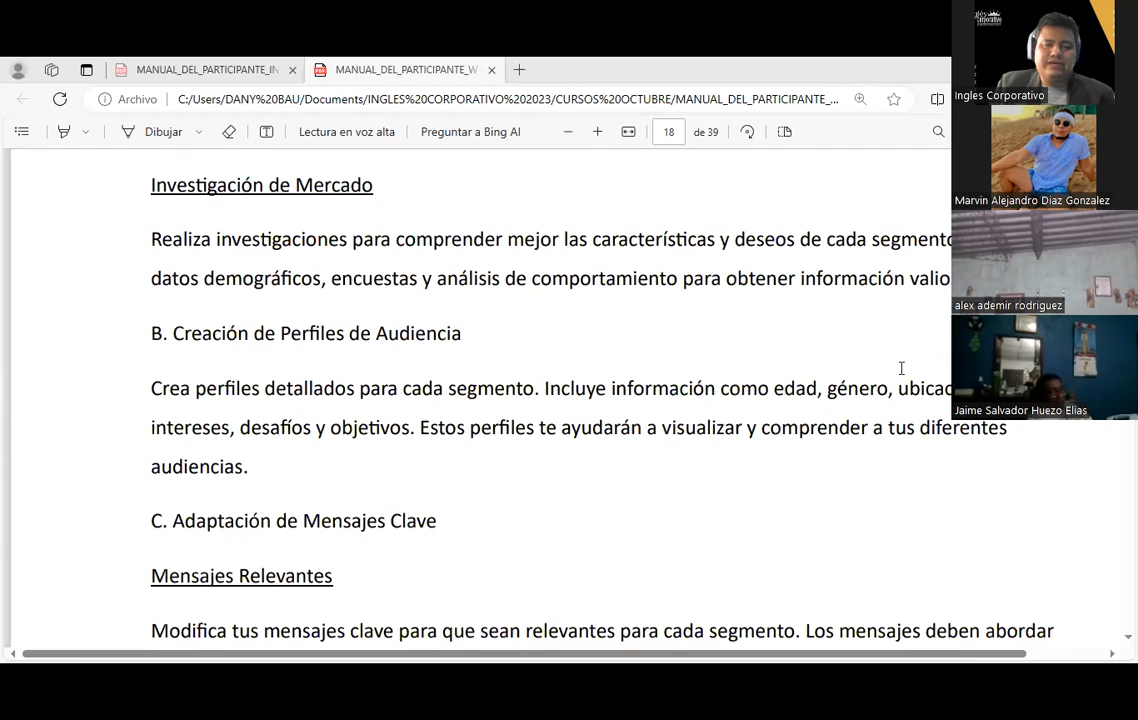 MANUAL_DEL_PARTICIPANTE_IN
MANUAL_DEL_PARTICIPANTE_W
Archivo
C:/Users/DANY%20BAU/Documents/INGLES%20CORPORATIVO%202023/CURSOS%20OCTUBRE/MANUAL_DEL_PARTICIPANTE_...
Dibujar
Lectura en voz alta
Preguntar a Bing AI
18
de 39
Investigación de Mercado
Realiza investigaciones para comprender mejor las características y deseos de cada segmento
datos demográficos, encuestas y análisis de comportamiento para obtener información valio
B. Creación de Perfiles de Audiencia
Crea perfiles detallados para cada segmento. Incluye información como edad, género, ubicac
intereses, desafíos y objetivos. Estos perfiles te ayudarán a visualizar y comprender a tus diferentes
audiencias.
C. Adaptación de Mensajes Clave
Mensajes Relevantes
Modifica tus mensajes clave para que sean relevantes para cada segmento. Los mensajes deben abordar
Ingles Corporativo
Marvin Alejandro Diaz Gonzalez
alex ademir rodriguez
Jaime Salvador Huezo Elias